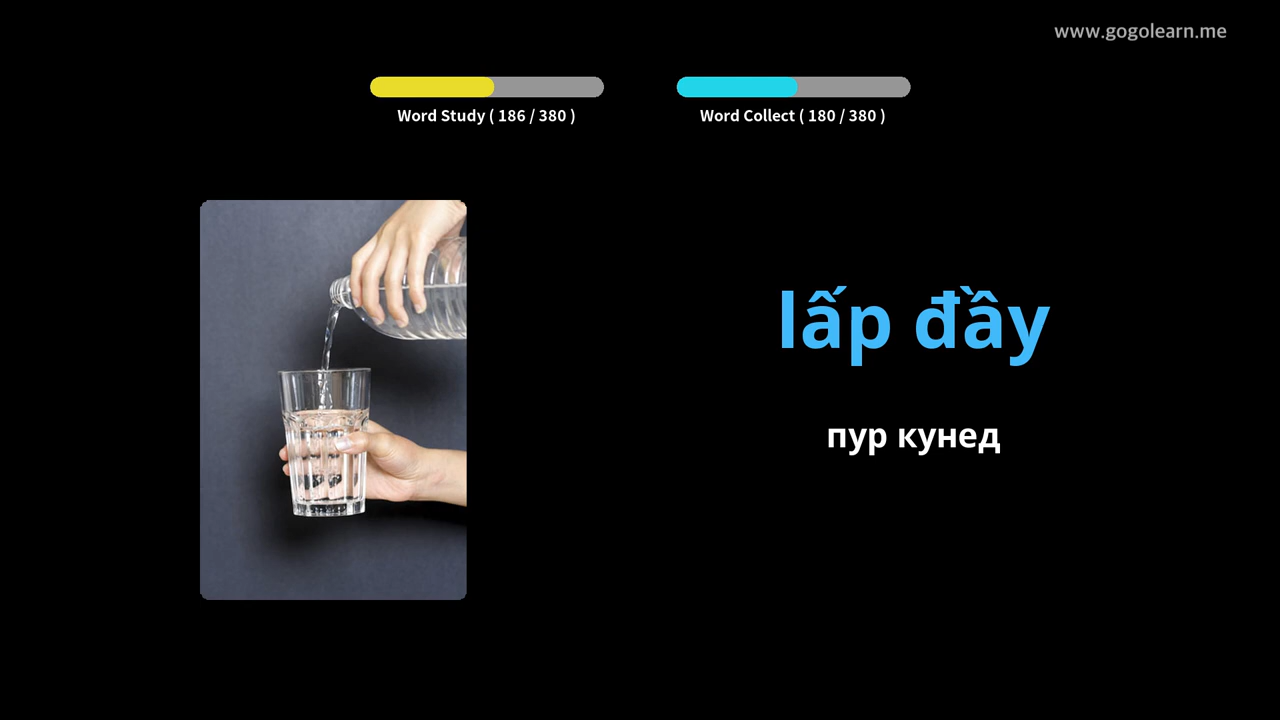 www.gogolearn.me
Word Study ( 186 / 380 )
Word Collect ( 180 / 380 )
lấp đầy
пур кунед